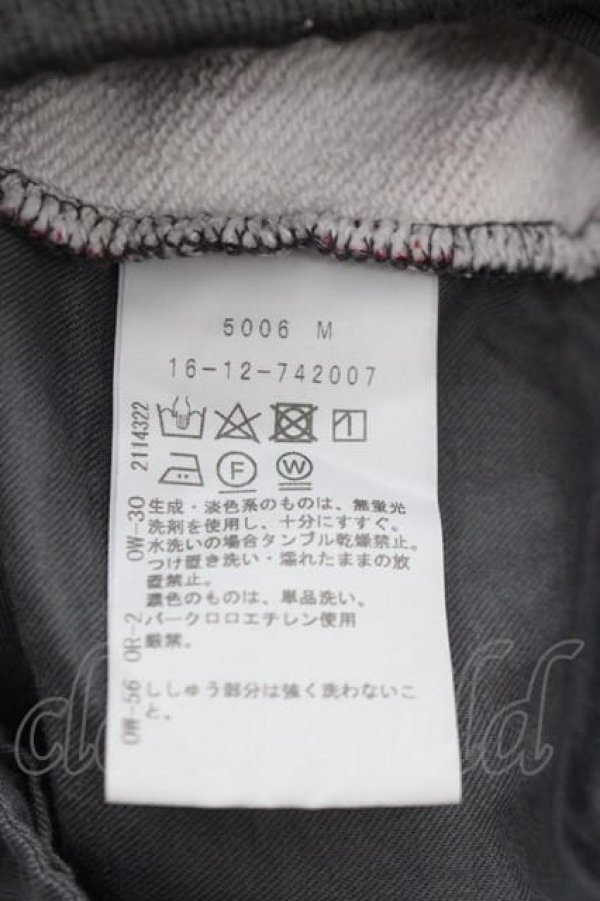 5006 M
16-12-742007
F W
生成・淡色系のものは、無蛍光
洗剤を使用し、十分にすすぐ。
水洗いの場合タンブル乾燥禁止。
つけ置き洗い・濡れたままの放
置禁止。
濃色のものは、単品洗い。
パークロロエチレン使用
厳禁。
ししゅう部分は強く洗わないこ
と。
OW-56 OR-2 OW-30 2114322